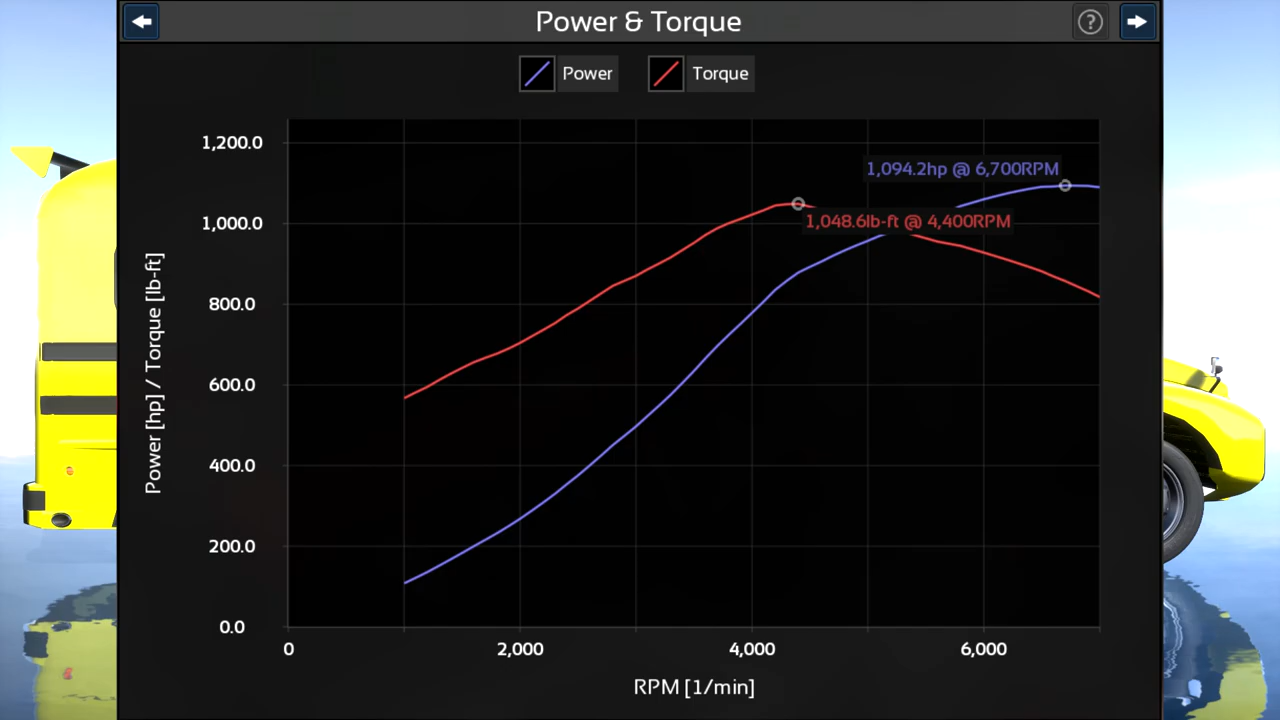 Power & Torque
?
Power
Torque
1,200.0
1,000.0
800.0
600.0
400.0
200.0
0.0
Power [hp] / Torque [lb-ft]
1,094.2hp @ 6,700RPM
1,048.6lb-ft @ 4,400RPM
0
2,000
4,000
6,000
RPM [1/min]